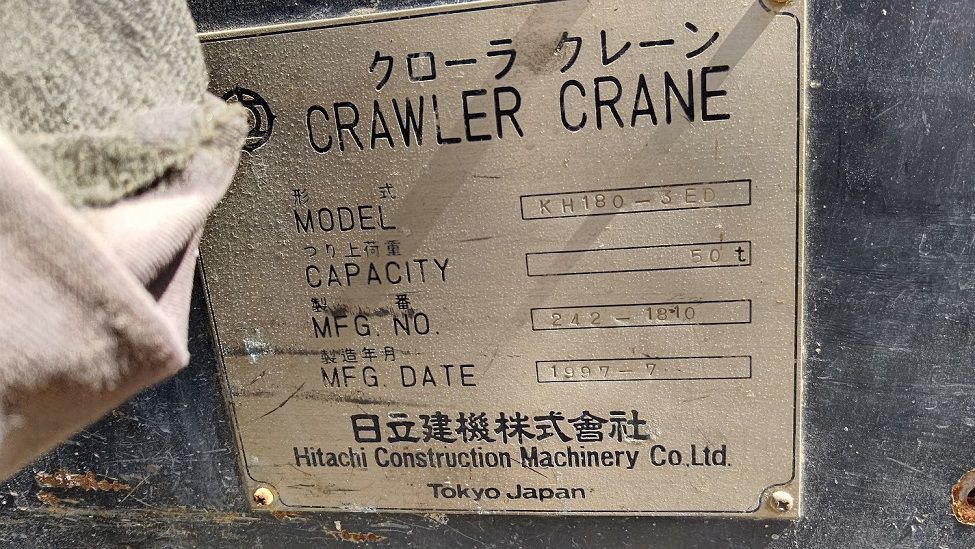 クローラ クレーン
CRAWLER CRANE
形式
MODEL KH180-3ED
つり上荷重
CAPACITY 50 t
製番
MFG. NO. 242-1810
製造年月
MFG. DATE 1997-7
日立建機株式會社
Hitachi Construction Machinery Co.,Ltd.
Tokyo Japan